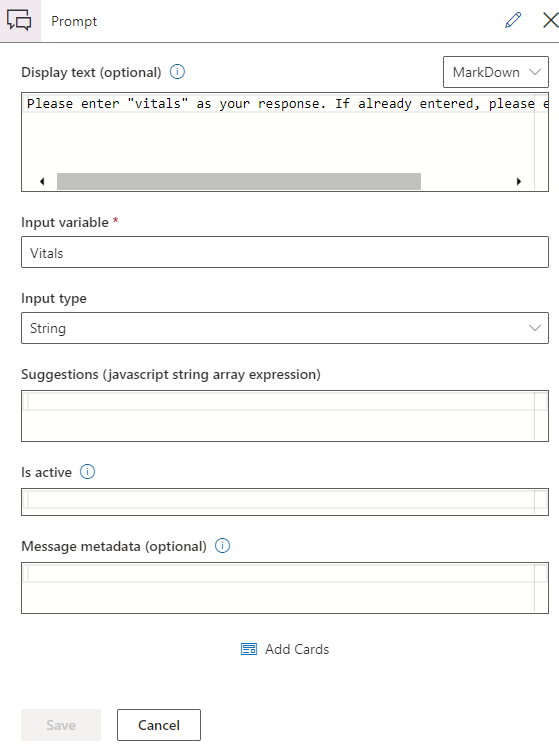 Prompt
Display text (optional)
MarkDown
Please enter "vitals" as your response. If already entered, please
Input variable *
Vitals
Input type
String
Suggestions (javascript string array expression)
Is active
Message metadata (optional)
Add Cards
Save
Cancel